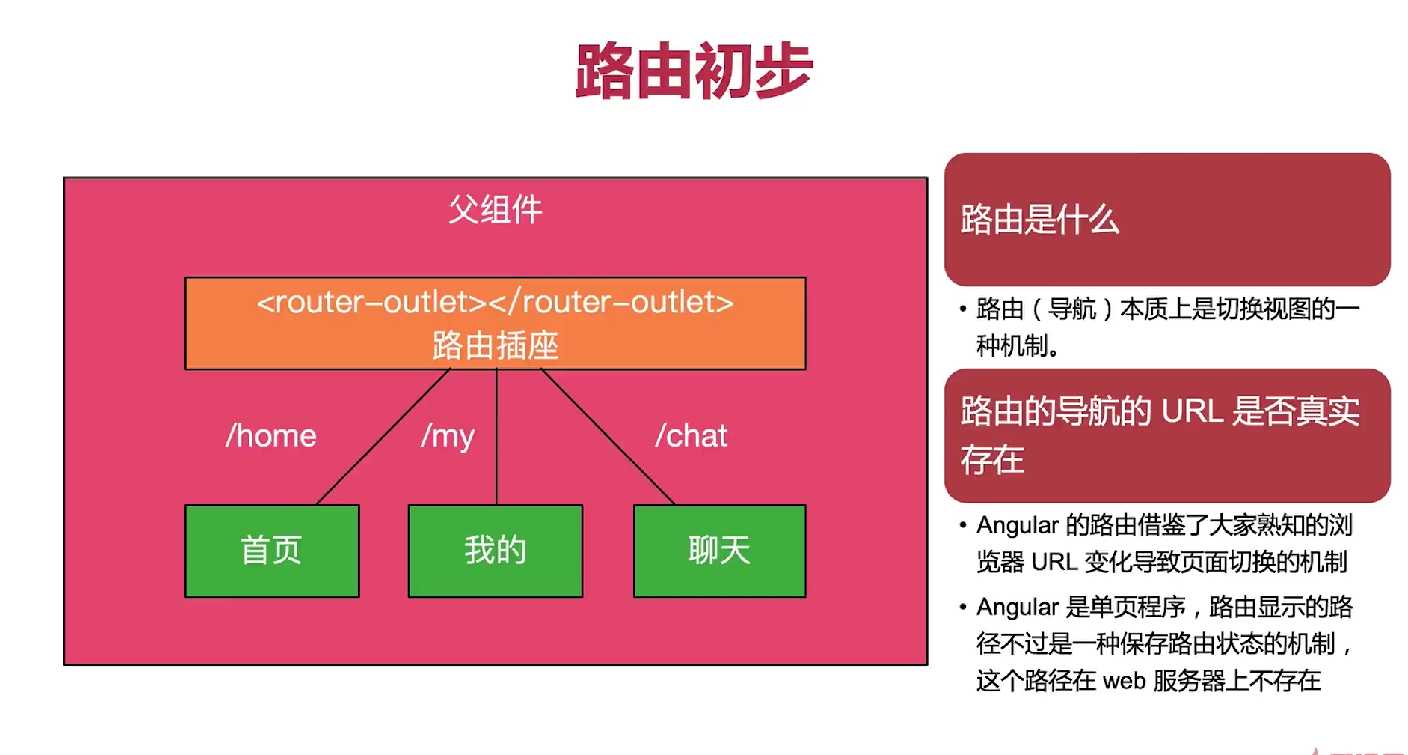 路由初步
父组件
<router-outlet></router-outlet>
路由插座
/home
/my
/chat
首页
我的
聊天
路由是什么
• 路由（导航）本质上是切换视图的一
种机制。
路由的导航的 URL 是否真实
存在
• Angular 的路由借鉴了大家熟知的浏
览器 URL 变化导致页面切换的机制
• Angular 是单页程序，路由显示的路
径不过是一种保存路由状态的机制，
这个路径在 web 服务器上不存在